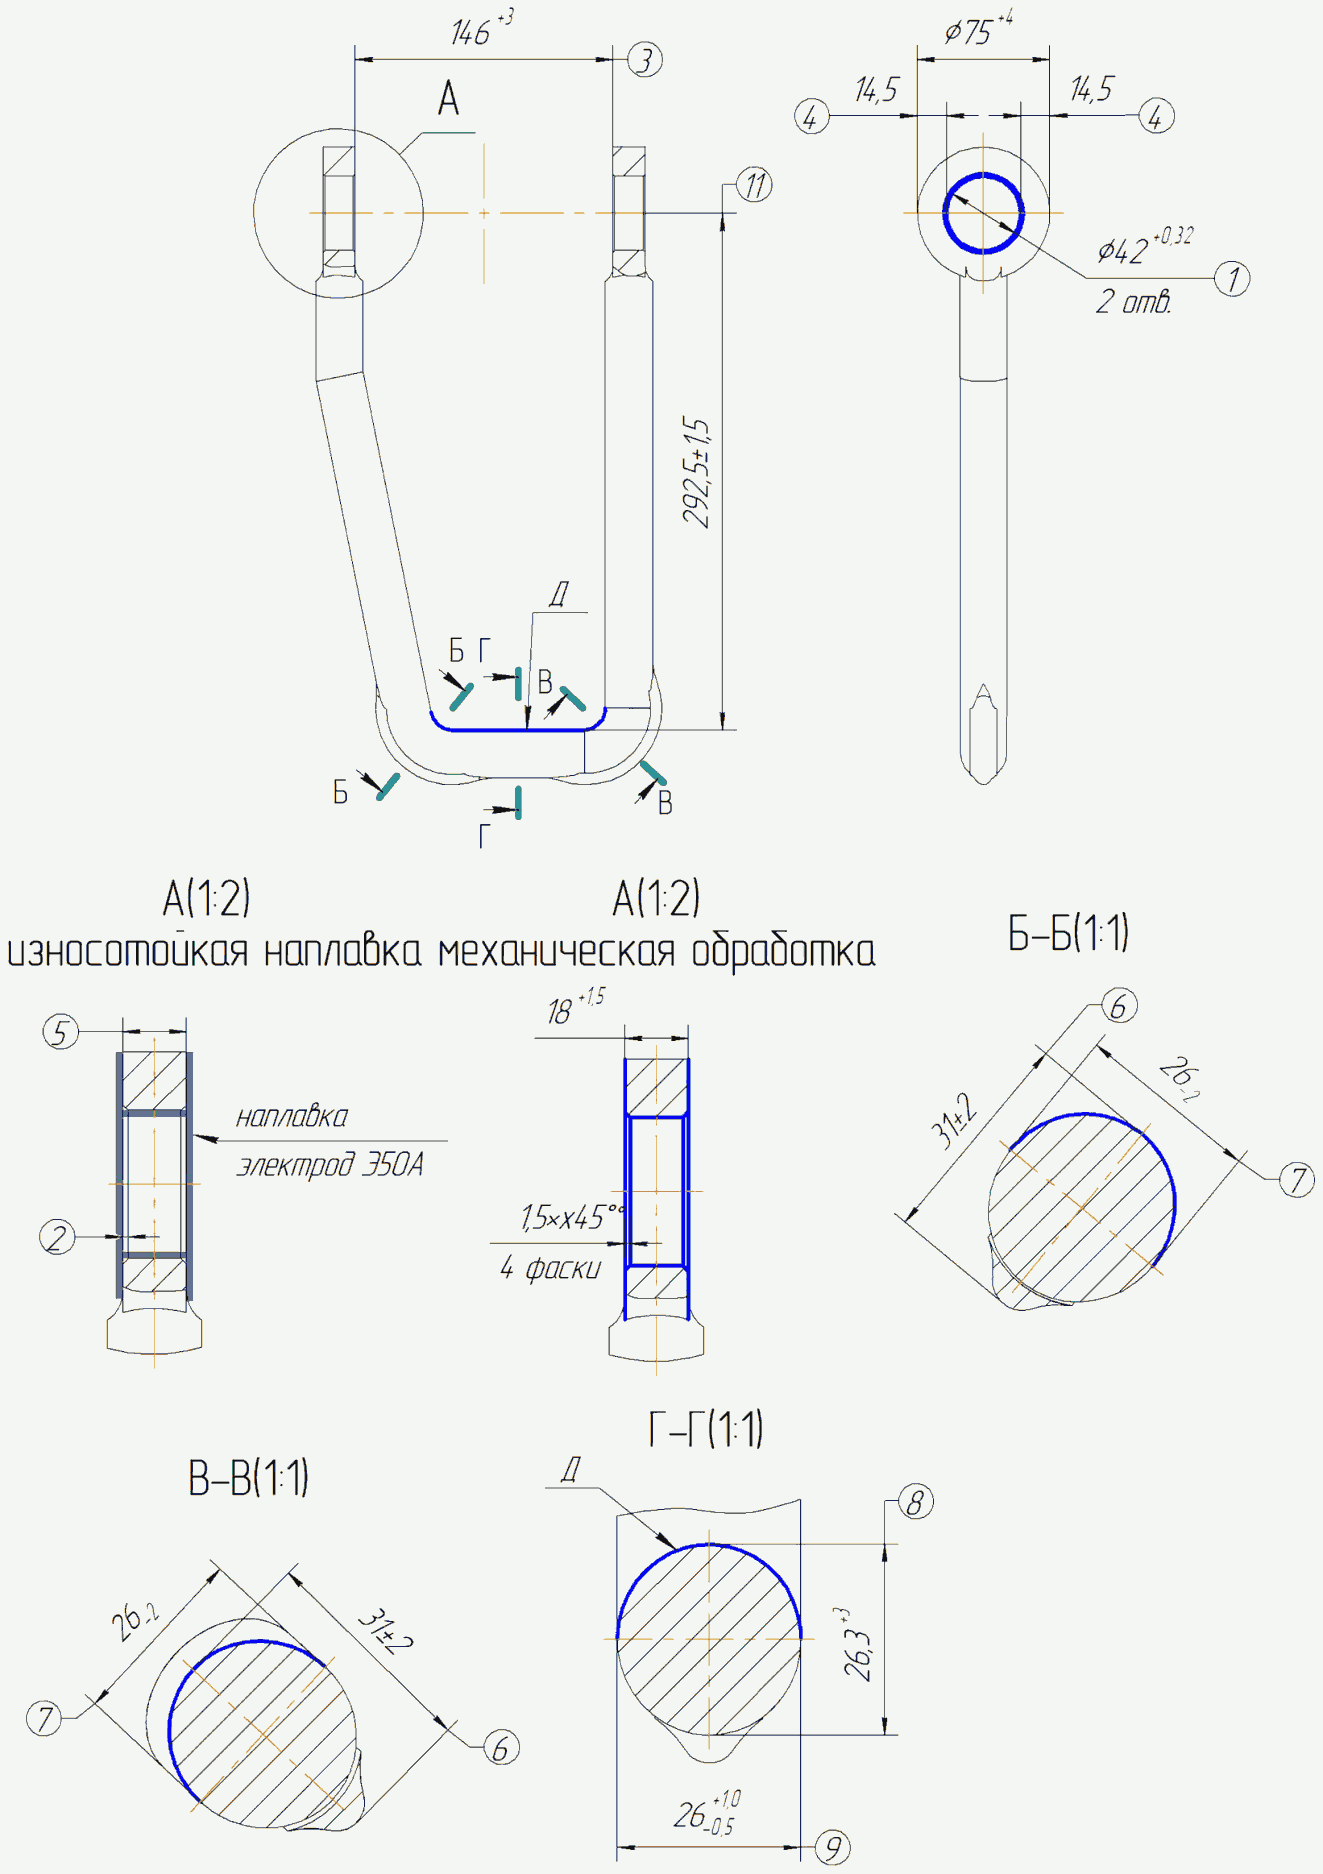 146 +3
3
А
⌀75 +4
14,5
14,5
4
4
11
⌀42 +0,32
1
2 отв.
292,5±1,5
Д
Б
Г
В
Б
В
Г
А(1:2)
износотойкая наплавка
А(1:2)
механическая обработка
Б–Б(1:1)
5
наплавка
электрод Э50А
2
18 +1,5
1,5×х45°°
4 фаски
6
31±2
26-2
7
В–В(1:1)
26-2
31±2
7
6
Г–Г(1:1)
Д
8
26,3 +3
26 +1,0 -0,5
9